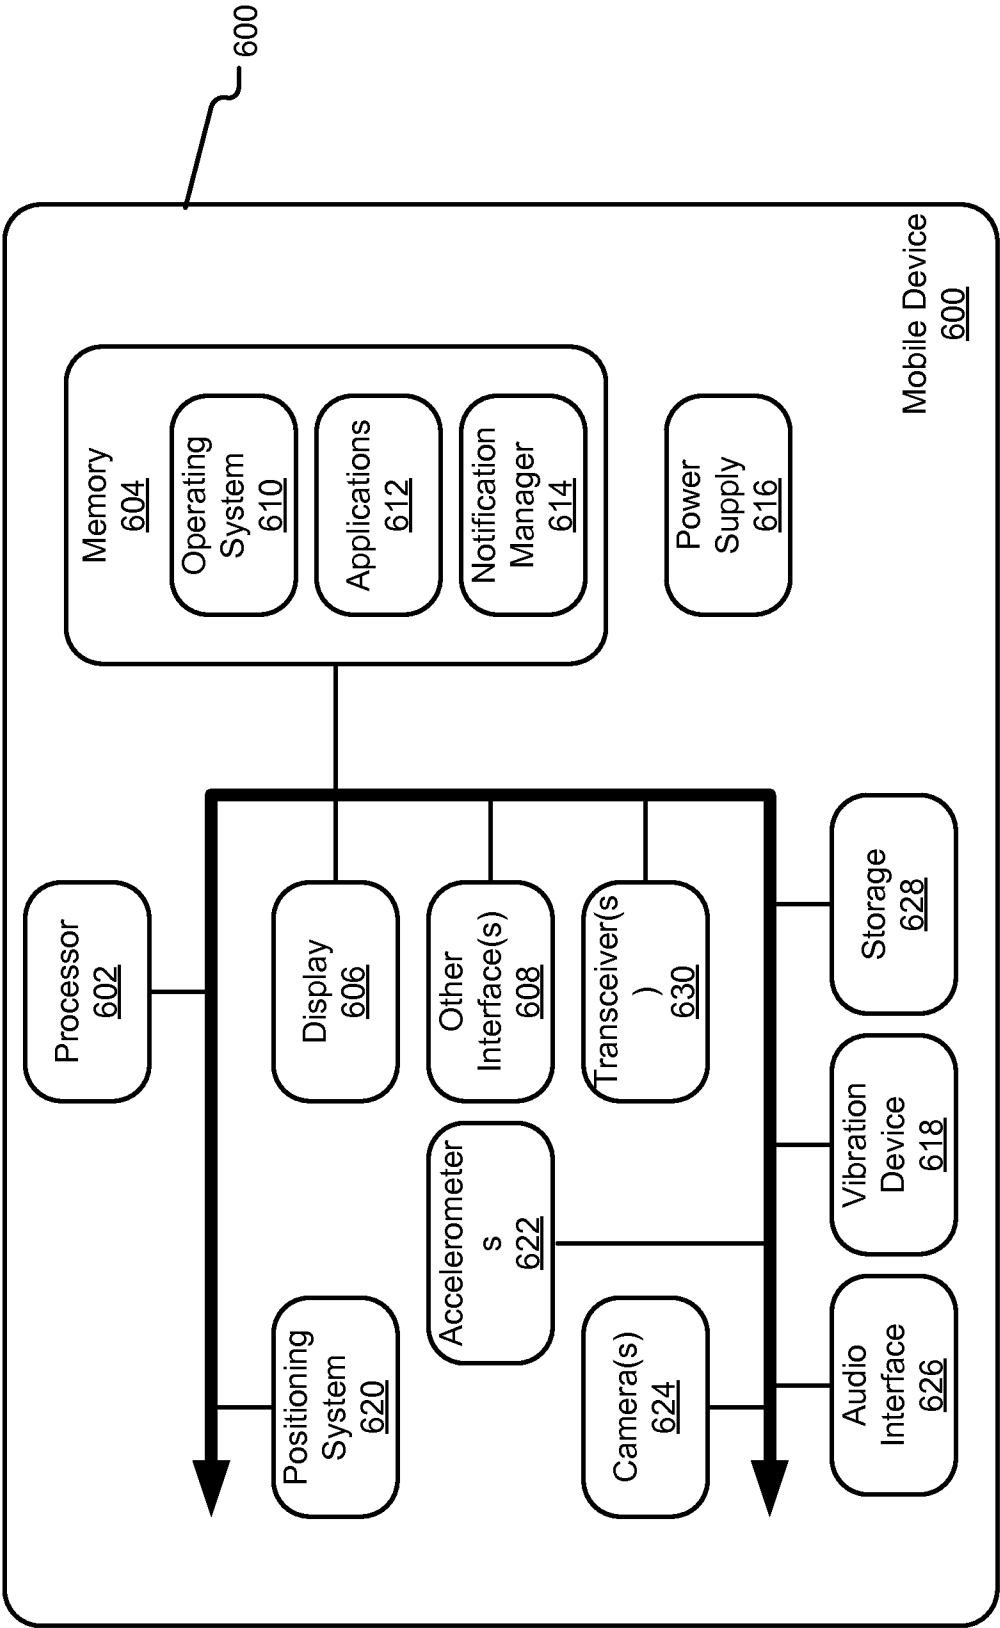 600
Processor
602
Memory
604
Operating
System
610
Applications
612
Notification
Manager
614
Display
606
Positioning
System
620
Other
Interface(s)
608
Accelerometer
s
622
Transceiver(s
)
630
Camera(s)
624
Power
Supply
616
Audio
Interface
626
Vibration
Device
618
Storage
628
Mobile Device
600